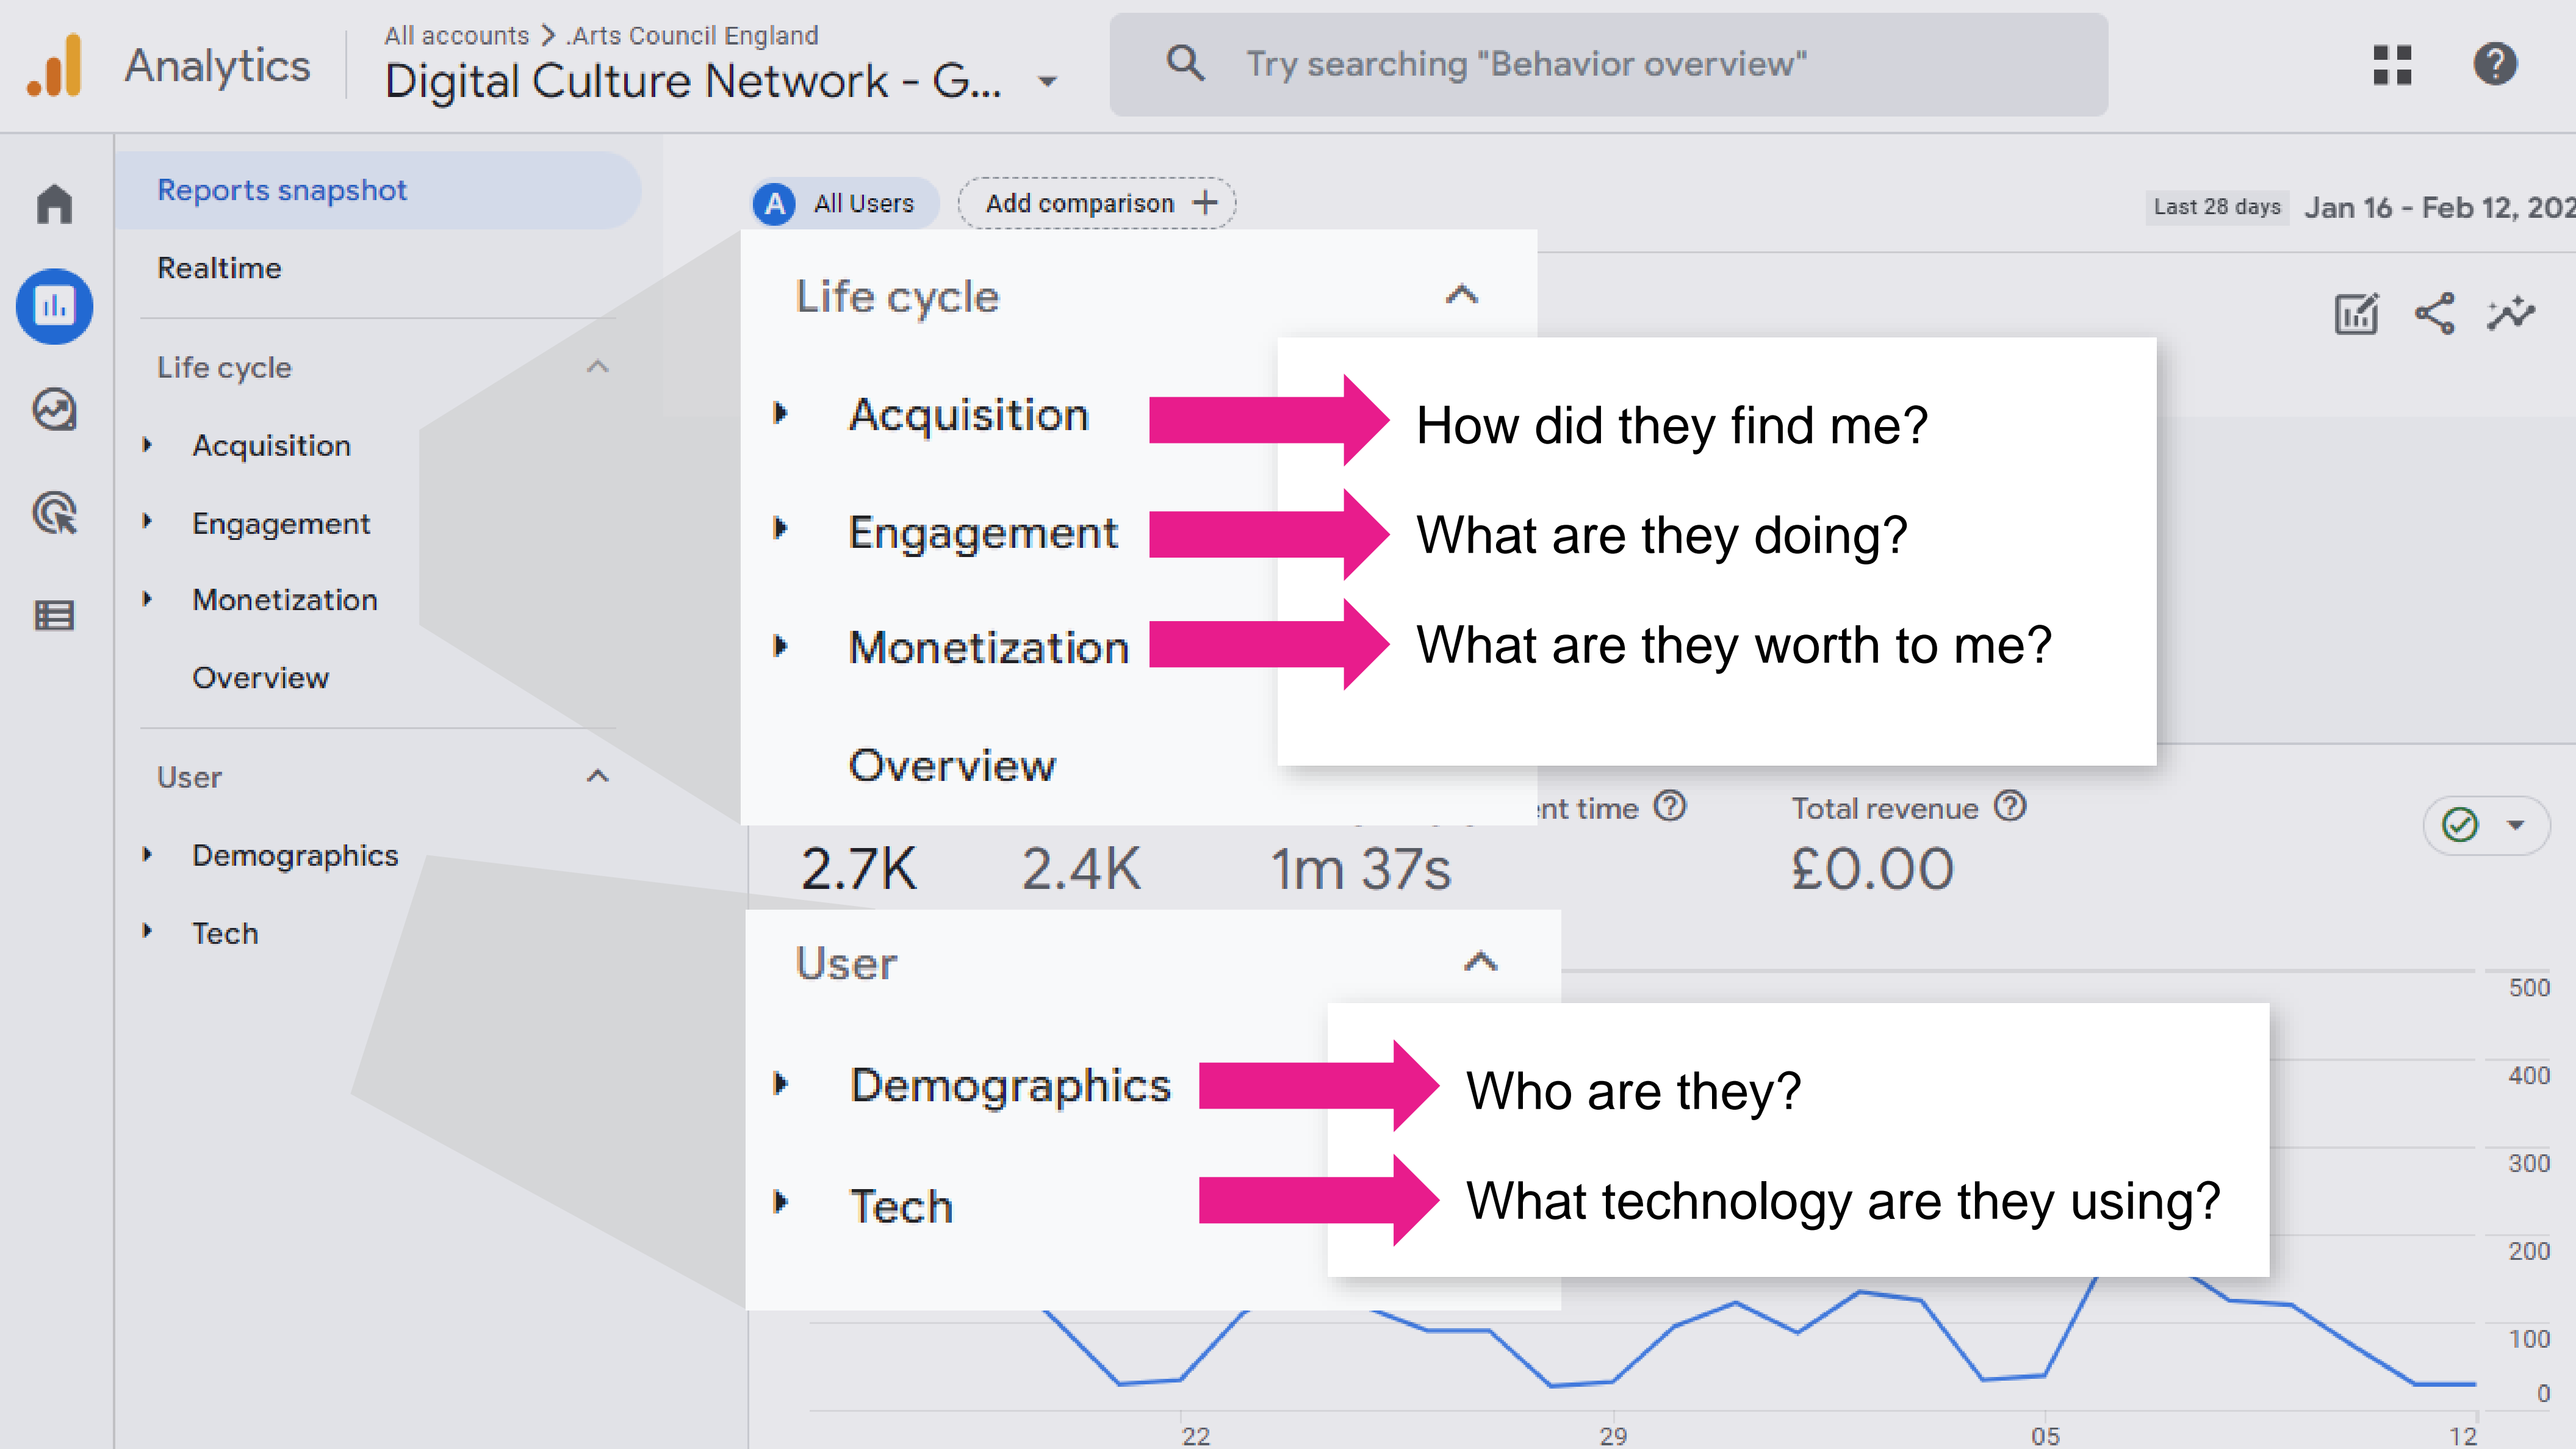 Analytics
All accounts > .Arts Council England
Digital Culture Network - G...
Try searching "Behavior overview"
Reports snapshot
Realtime
Life cycle
Acquisition
Engagement
Monetization
Overview
User
Demographics
Tech
A All Users
Add comparison +
Last 28 days Jan 16 - Feb 12, 202
Life cycle
Acquisition
How did they find me?
Engagement
What are they doing?
Monetization
What are they worth to me?
Overview
time
Total revenue
2.7K
2.4K
1m 37s
£0.00
User
Demographics
Who are they?
Tech
What technology are they using?
500
400
300
200
100
0
22
29
05
12